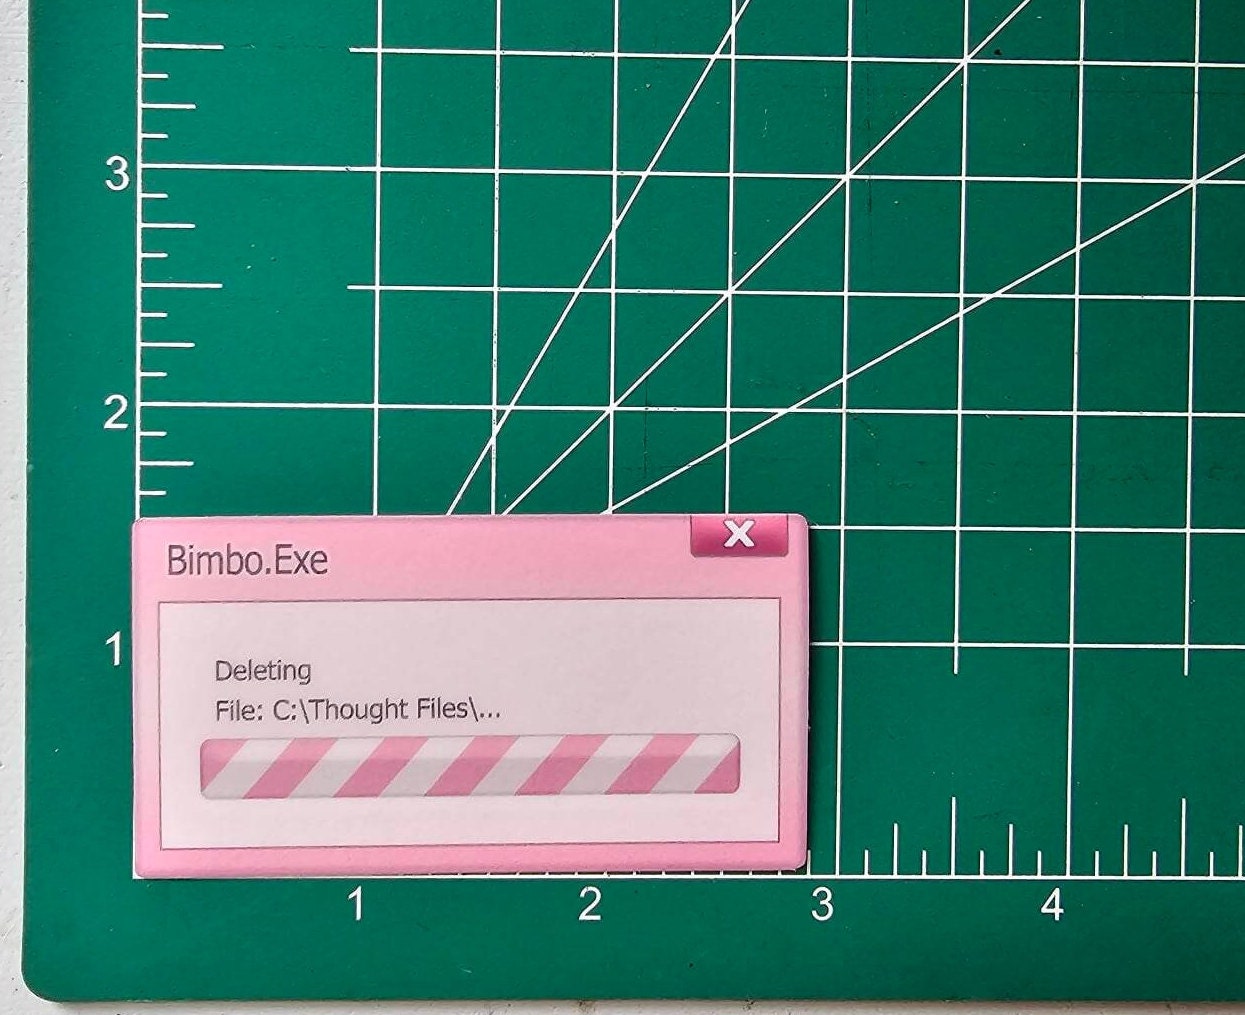 3
2
Bimbo.Exe X
1
Deleting
File: C:\Thought Files\...
1 2 3 4